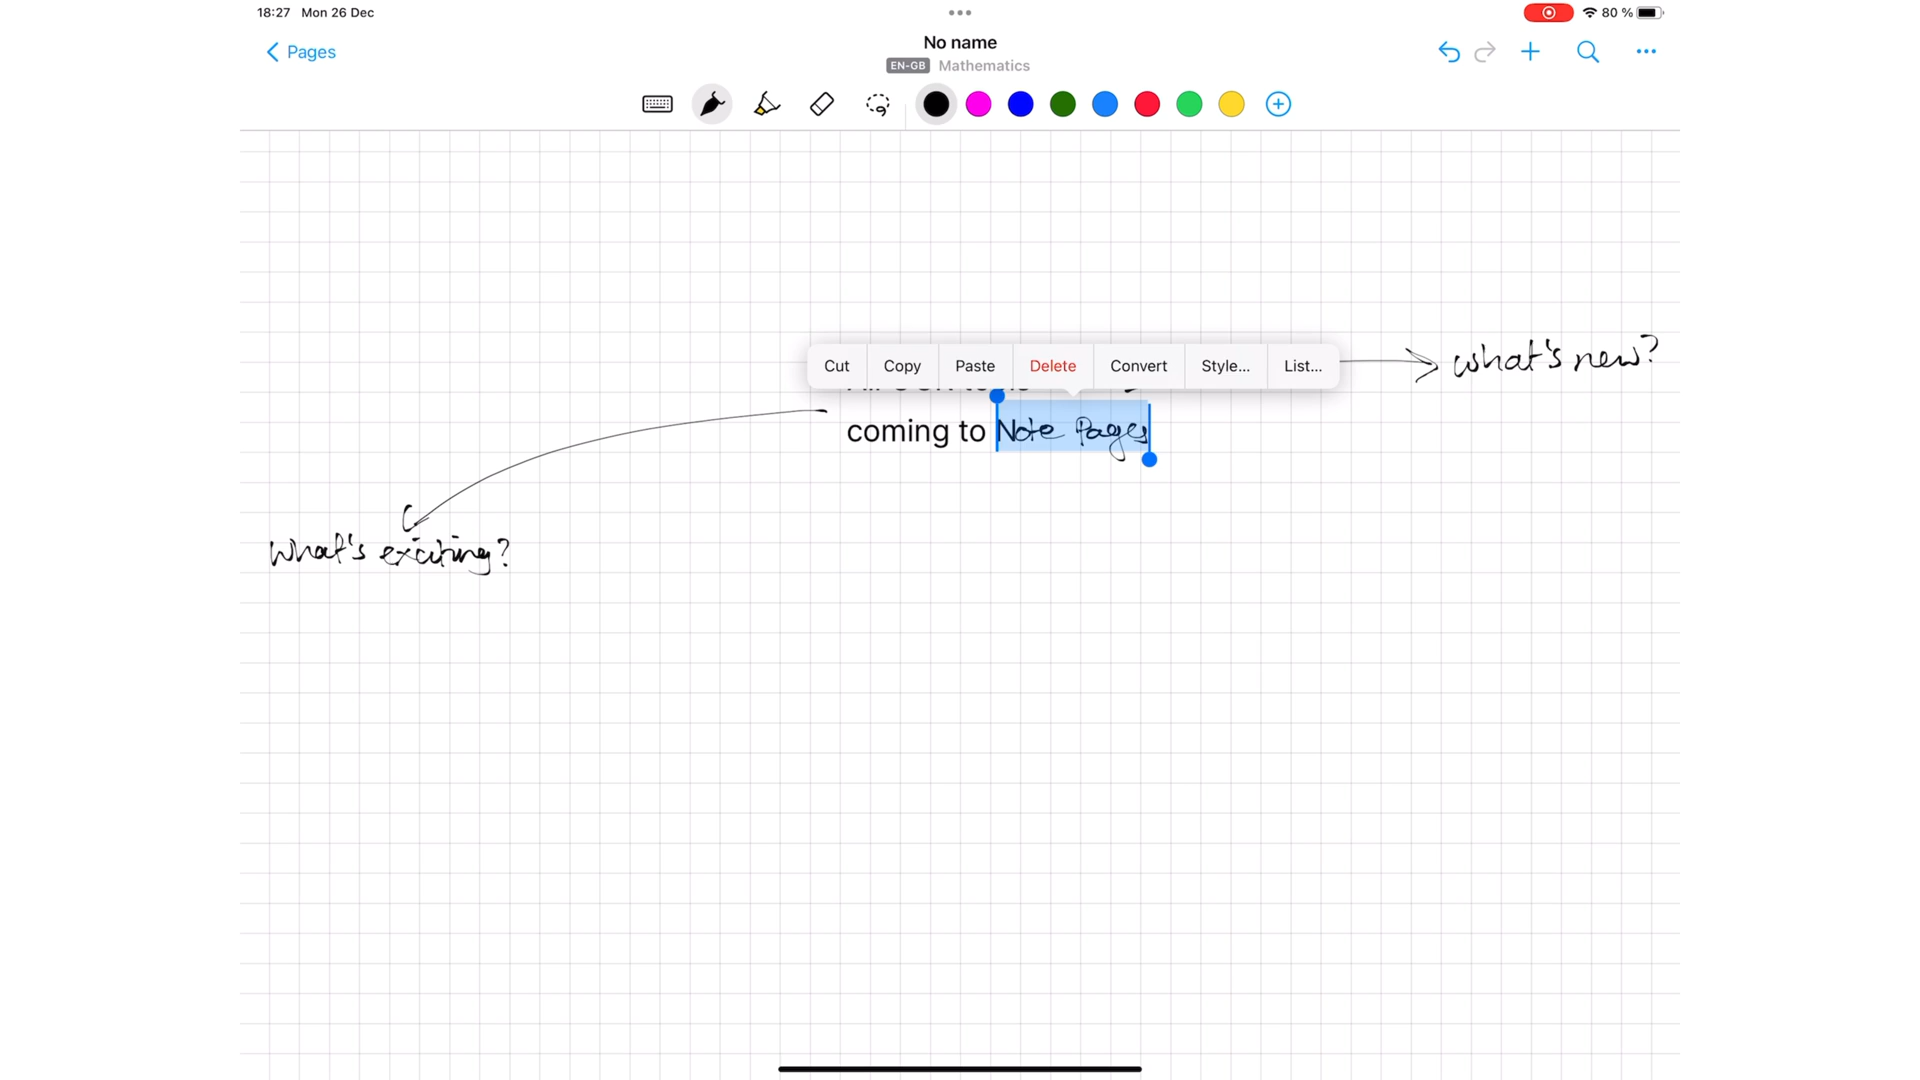 18:27 Mon 26 Dec
80 %
Pages
No name
EN-GB Mathematics
Cut Copy Paste Delete Convert Style... List...
what's new?
coming to Note Pages
What's exciting?